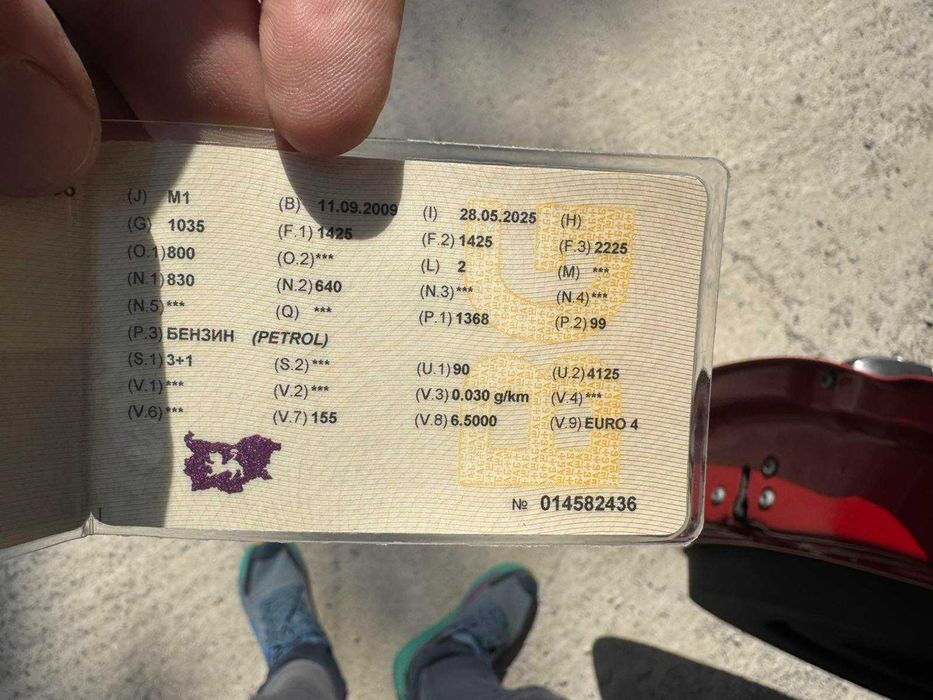 (J) M1 (B) 11.09.2009 (I) 28.05.2025 (H)
(G) 1035 (F.1) 1425 (F.2) 1425 (F.3) 2225
(O.1) 800 (O.2) *** (L) 2 (M) ***
(N.1) 830 (N.2) 640 (N.3) *** (N.4) ***
(N.5) *** (Q) *** (P.1) 1368 (P.2) 99
(P.3) БЕНЗИН (PETROL)
(S.1) 3+1 (S.2) *** (U.1) 90 (U.2) 4125
(V.1) *** (V.2) *** (V.3) 0.030 g/km (V.4) ***
(V.6) *** (V.7) 155 (V.8) 6.5000 (V.9) EURO 4
№ 014582436